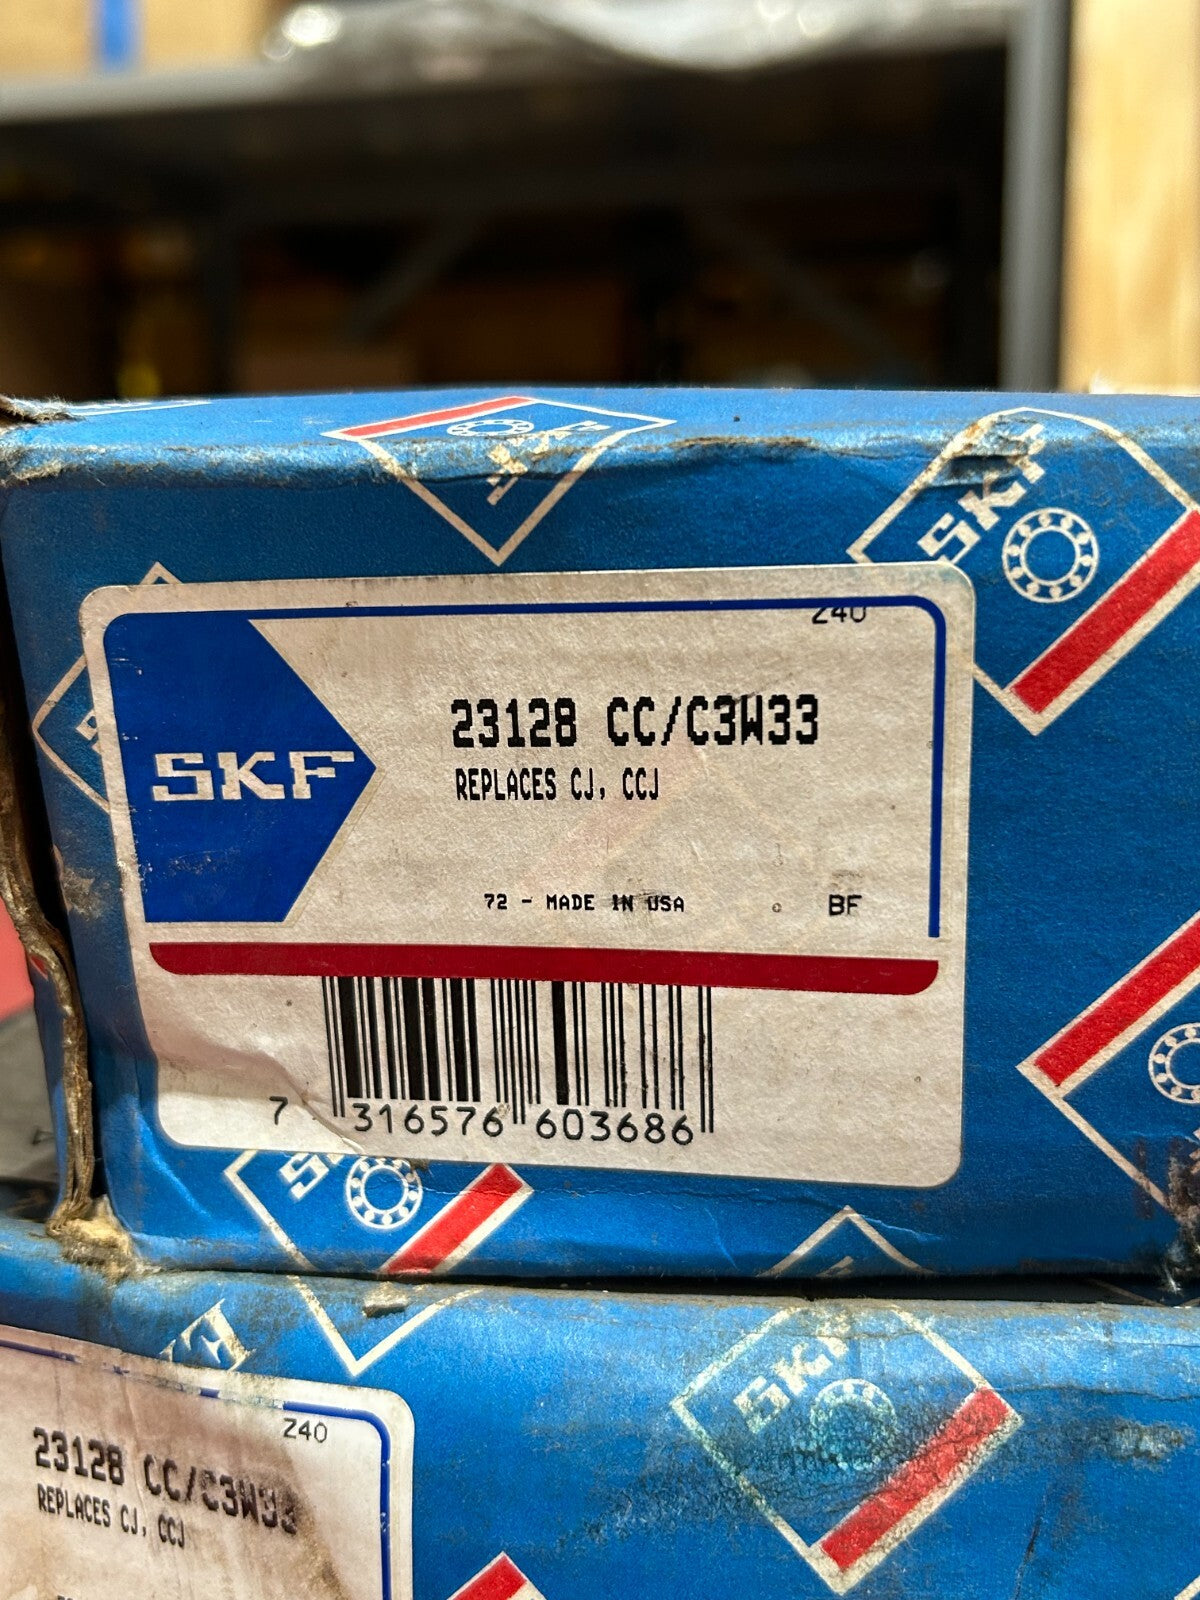 SKF
SKF
Z40
23128 CC/C3W33
REPLACES CJ, CCJ
SKF
72 - MADE IN USA
BF
7 316576 603686
SKF
Z40
23128 CC/C3W33
REPLACES CJ, CCJ
SKF